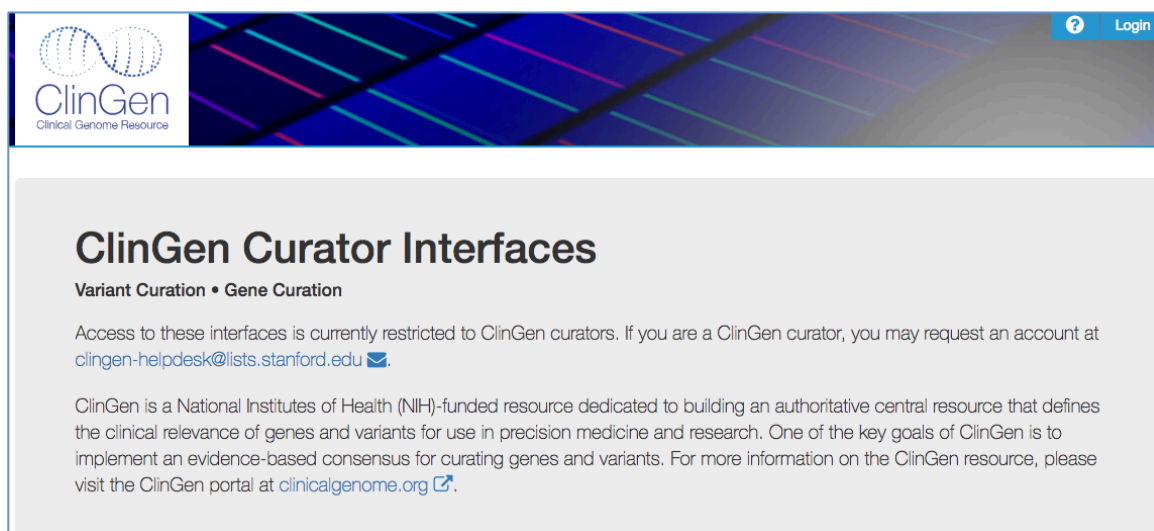 ? Login
ClinGen
Clinical Genome Resource
ClinGen Curator Interfaces
Variant Curation • Gene Curation
Access to these interfaces is currently restricted to ClinGen curators. If you are a ClinGen curator, you may request an account at
clingen-helpdesk@lists.stanford.edu.
ClinGen is a National Institutes of Health (NIH)-funded resource dedicated to building an authoritative central resource that defines
the clinical relevance of genes and variants for use in precision medicine and research. One of the key goals of ClinGen is to
implement an evidence-based consensus for curating genes and variants. For more information on the ClinGen resource, please
visit the ClinGen portal at clinicalgenome.org.